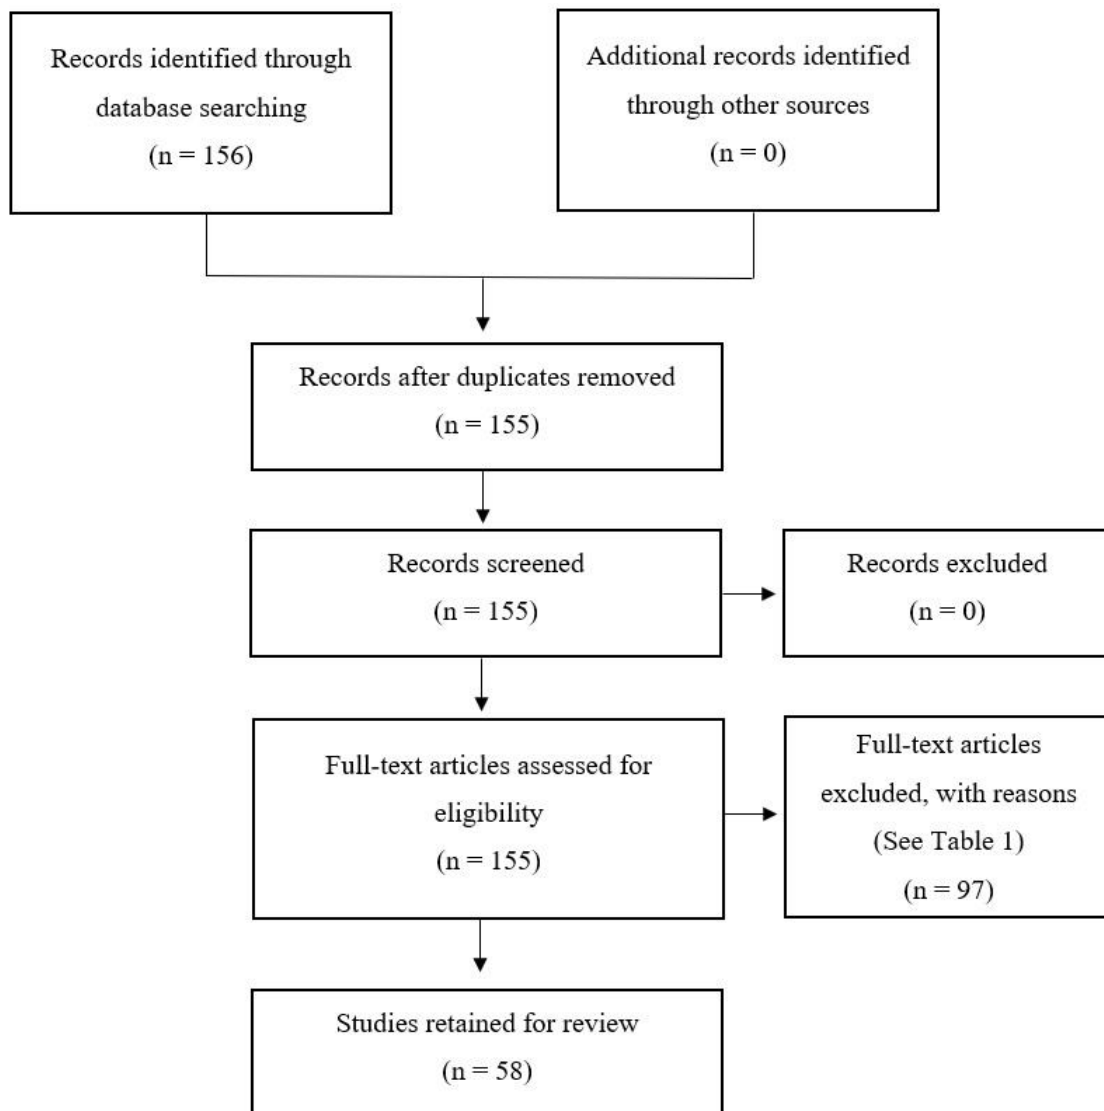 Records identified through
database searching
(n = 156)
Additional records identified
through other sources
(n = 0)
Records after duplicates removed
(n = 155)
Records screened
(n = 155)
Records excluded
(n = 0)
Full-text articles assessed for
eligibility
(n = 155)
Full-text articles
excluded, with reasons
(See Table 1)
(n = 97)
Studies retained for review
(n = 58)